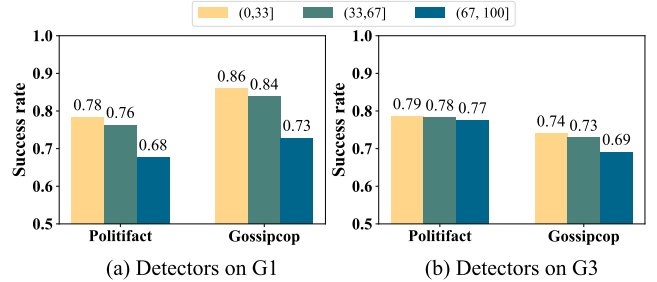 (0,33] (33,67] (67, 100]
Success rate
1.0
0.9
0.8
0.7
0.6
0.5
0.78 0.76 0.68
0.86 0.84 0.73
Politifact Gossipcop
(a) Detectors on G1
Success rate
1.0
0.9
0.8
0.7
0.6
0.5
0.79 0.78 0.77
0.74 0.73 0.69
Politifact Gossipcop
(b) Detectors on G3